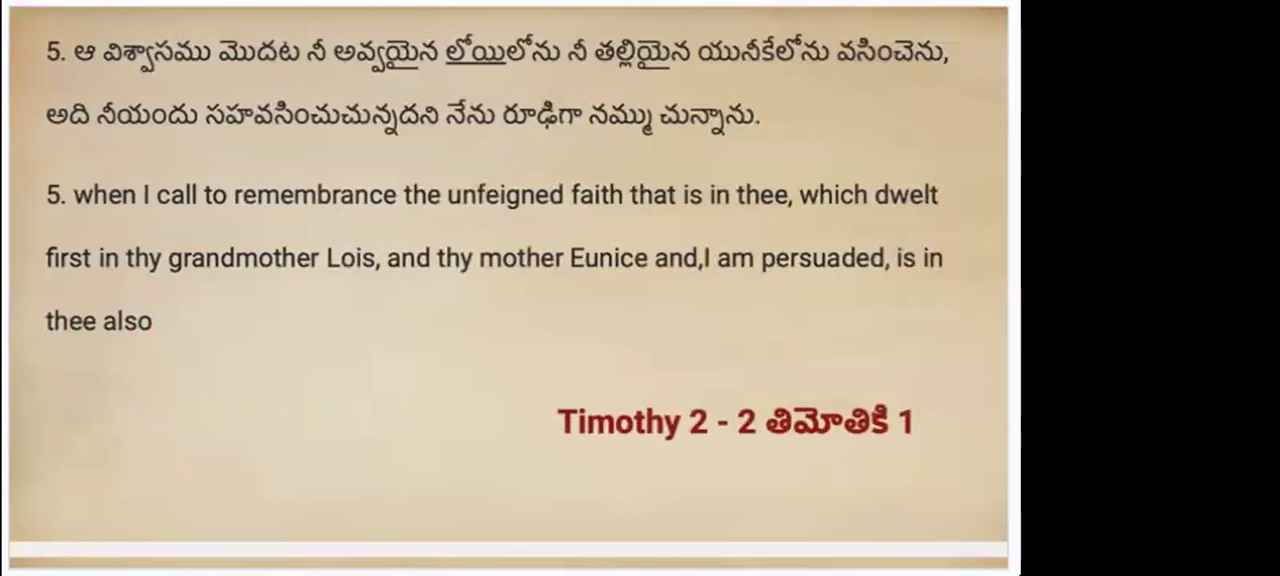 5. ఆ విశ్వాసము మొదట నీ అవ్వయైన లోయిలోను నీ తల్లియైన యునీకేలోను వసించెను,
అది నీయందు సహవసించుచున్నదని నేను రూఢిగా నమ్ము చున్నాను.
5. when I call to remembrance the unfeigned faith that is in thee, which dwelt
first in thy grandmother Lois, and thy mother Eunice and,I am persuaded, is in
thee also
Timothy 2 - 2 తిమోతికి 1